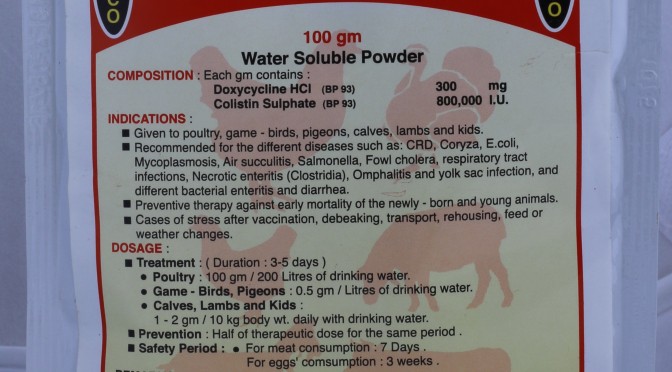 CO
O
100 gm
Water Soluble Powder
COMPOSITION : Each gm contains :
Doxycycline HCl (BP 93) 300 mg
Colistin Sulphate (BP 93) 800,000 I.U.
INDICATIONS :
■ Given to poultry, game - birds, pigeons, calves, lambs and kids.
■ Recommended for the different diseases such as: CRD, Coryza, E.coli,
Mycoplasmosis, Air succulitis, Salmonella, Fowl cholera, respiratory tract
infections, Necrotic enteritis (Clostridia), Omphalitis and yolk sac infection, and
different bacterial enteritis and diarrhea.
■ Preventive therapy against early mortality of the newly - born and young animals.
■ Cases of stress after vaccination, debeaking, transport, rehousing, feed or
weather changes.
DOSAGE :
■ Treatment : ( Duration : 3-5 days )
● Poultry : 100 gm / 200 Litres of drinking water.
● Game - Birds, Pigeons : 0.5 gm / Litres of drinking water.
● Calves, Lambs and Kids :
1 - 2 gm / 10 kg body wt. daily with drinking water.
■ Prevention : Half of therapeutic dose for the same period .
■ Safety Period : ● For meat consumption : 7 Days .
For eggs' comsumption : 3 weeks .